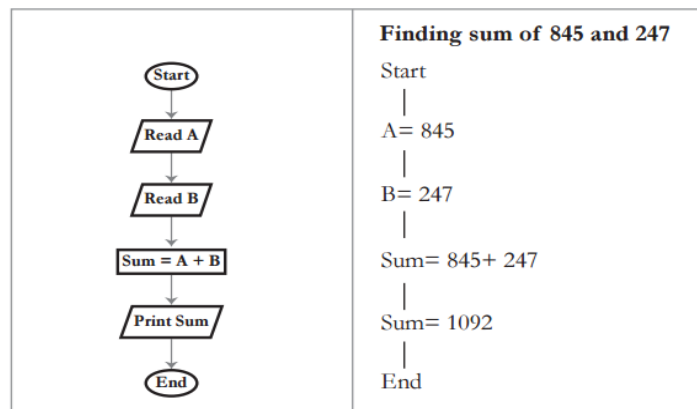 Start
Read A
Read B
Sum = A + B
Print Sum
End
Finding sum of 845 and 247
Start
A= 845
B= 247
Sum= 845+ 247
Sum= 1092
End